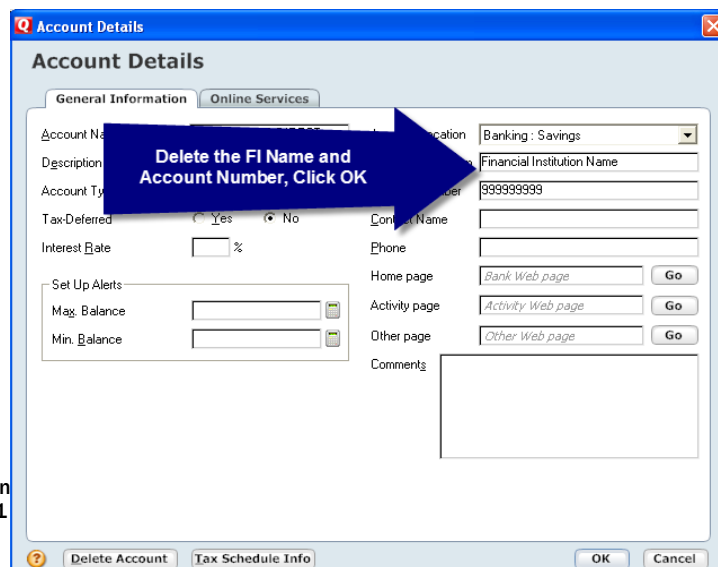 Account Details
Account Details
General Information
Online Services
Account Na
cation
Banking : Savings
Delete the FI Name and
Account Number, Click OK
Description
Financial Institution Name
Account Ty
ber
999999999
Tax-Deferred
Yes
No
Contact Name
Interest Rate
%
Phone
Set Up Alerts
Home page
Bank Web page
Go
Max. Balance
Activity page
Activity Web page
Go
Min. Balance
Other page
Other Web page
Go
Comments
n
1
Delete Account
Tax Schedule Info
OK
Cancel